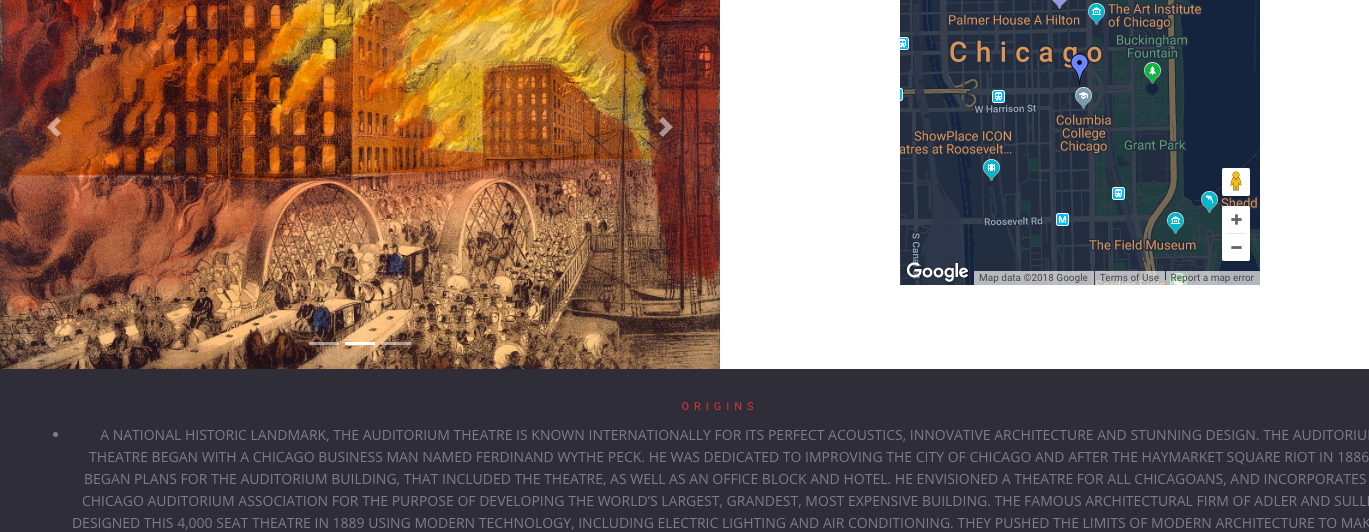 The Art Institute
of Chicago
Palmer House A Hilton
Buckingham
Fountain
Chicago
W Harrison St
Columbia
College
Chicago
ShowPlace ICON
atres at Roosevelt...
Grant Park
Shedd
Roosevelt Rd
M
The Field Museum
S Cana
Google
Map data ©2018 Google
Terms of Use
Report a map error
ORIGINS
• A NATIONAL HISTORIC LANDMARK, THE AUDITORIUM THEATRE IS KNOWN INTERNATIONALLY FOR ITS PERFECT ACOUSTICS, INNOVATIVE ARCHITECTURE AND STUNNING DESIGN. THE AUDITORIU
THEATRE BEGAN WITH A CHICAGO BUSINESS MAN NAMED FERDINAND WYTHE PECK. HE WAS DEDICATED TO IMPROVING THE CITY OF CHICAGO AND AFTER THE HAYMARKET SQUARE RIOT IN 1886
BEGAN PLANS FOR THE AUDITORIUM BUILDING, THAT INCLUDED THE THEATRE, AS WELL AS AN OFFICE BLOCK AND HOTEL. HE ENVISIONED A THEATRE FOR ALL CHICAGOANS, AND INCORPORATES
CHICAGO AUDITORIUM ASSOCIATION FOR THE PURPOSE OF DEVELOPING THE WORLD'S LARGEST, GRANDEST, MOST EXPENSIVE BUILDING. THE FAMOUS ARCHITECTURAL FIRM OF ADLER AND SULL
DESIGNED THIS 4,000 SEAT THEATRE IN 1889 USING MODERN TECHNOLOGY, INCLUDING ELECTRIC LIGHTING AND AIR CONDITIONING. THEY PUSHED THE LIMITS OF MODERN ARCHITECTURE TO MA